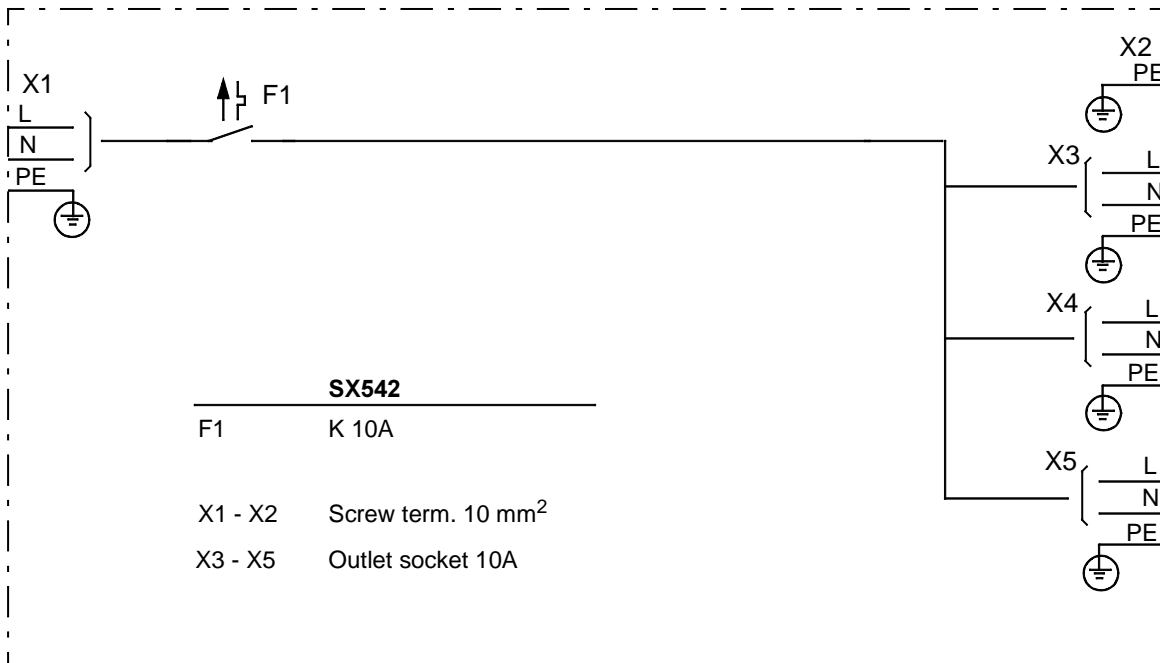 X1
L
N
PE
F1
X2
PE
X3
L
N
PE
X4
L
N
PE
X5
L
N
PE
SX542
F1 K 10A
X1 - X2 Screw term. 10 mm²
X3 - X5 Outlet socket 10A